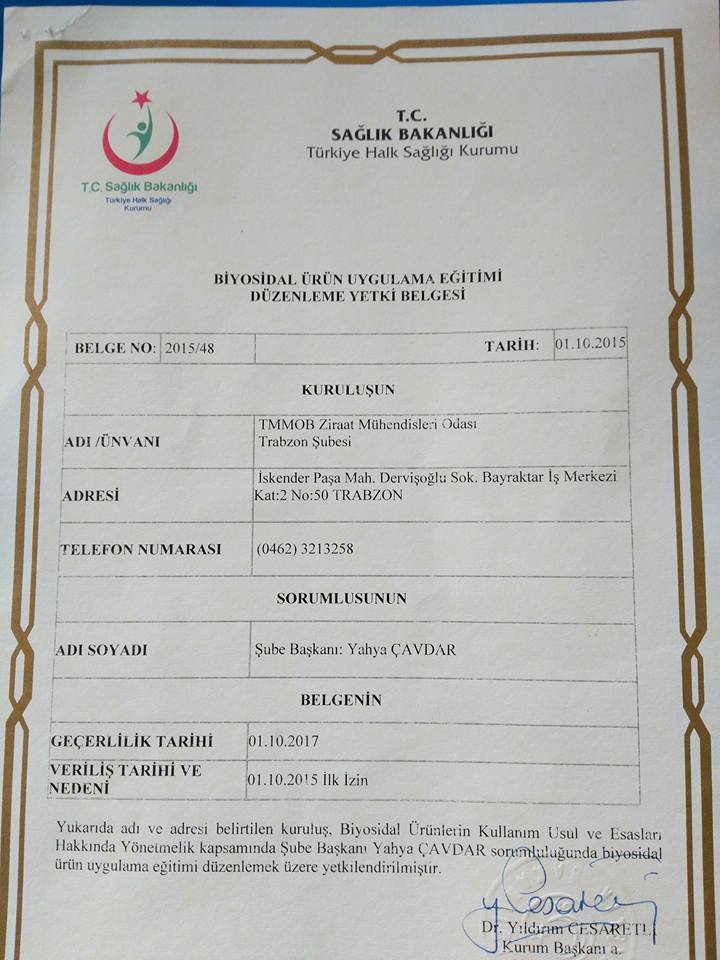 T.C.
SAĞLIK BAKANLIĞI
Türkiye Halk Sağlığı Kurumu
T.C. Sağlık Bakanlığı
Türkiye Halk Sağlığı
Kurumu
BİYOSİDAL ÜRÜN UYGULAMA EĞİTİMİ
DÜZENLEME YETKİ BELGESİ
BELGE NO: 2015/48 TARİH: 01.10.2015
KURULUŞUN
ADI /ÜNVANI
TMMOB Ziraat Mühendisleri Odası
Trabzon Şubesi
ADRESİ
İskender Paşa Mah. Dervişoğlu Sok. Bayraktar İş Merkezi
Kat:2 No:50 TRABZON
TELEFON NUMARASI (0462) 3213258
SORUMLUSUNUN
ADI SOYADI Şube Başkanı: Yahya ÇAVDAR
BELGENİN
GEÇERLİLİK TARİHİ 01.10.2017
VERİLİŞ TARİHİ VE
NEDENİ
01.10.2015 İlk İzin
Yukarıda adı ve adresi belirtilen kuruluş, Biyosidal Ürünlerin Kullanım Usul ve Esasları
Hakkında Yönetmelik kapsamında Şube Başkanı Yahya ÇAVDAR sorumluluğunda biyosidal
ürün uygulama eğitimi düzenlemek üzere yetkilendirilmiştir.
Dr. Yıldırım CESARETLİ
Kurum Başkanı a.